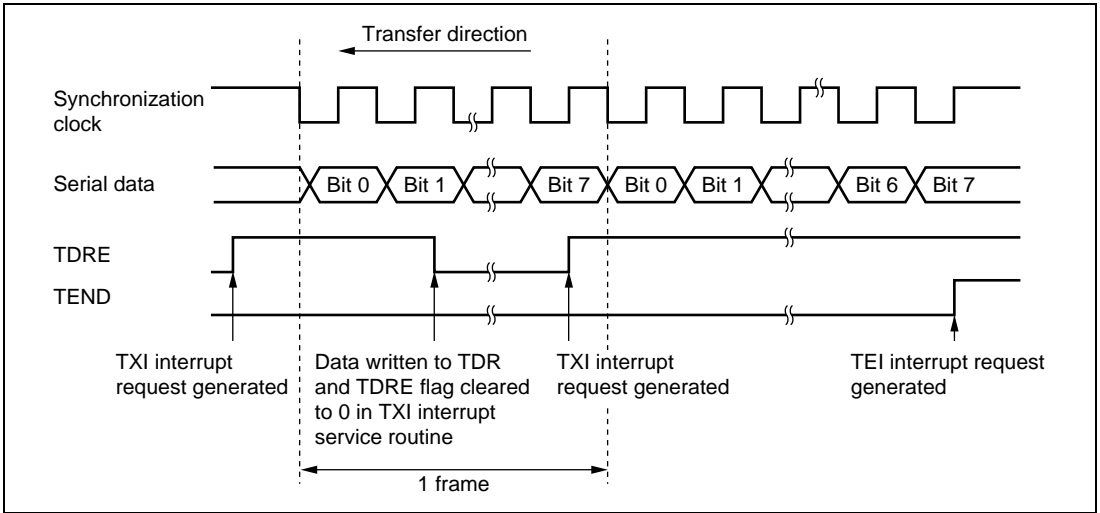 Transfer direction
Synchronization
clock
Serial data
Bit 0 Bit 1 Bit 7 Bit 0 Bit 1 Bit 6 Bit 7
TDRE
TEND
TXI interrupt
request generated
Data written to TDR
and TDRE flag cleared
to 0 in TXI interrupt
service routine
TXI interrupt
request generated
TEI interrupt request
generated
1 frame